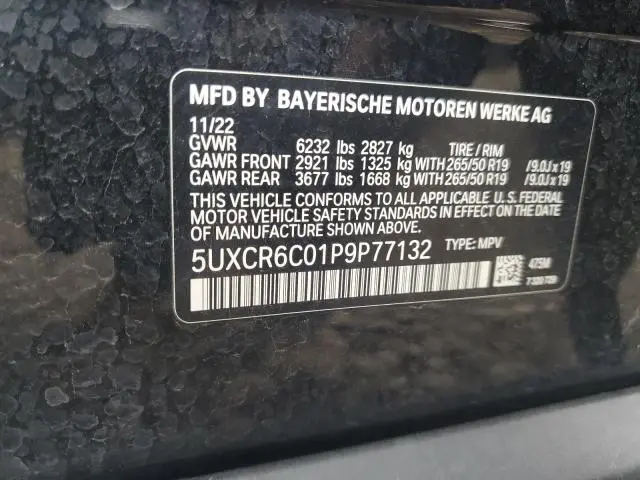 MFD BY BAYERISCHE MOTOREN WERKE AG
11/22
GVWR 6232 lbs 2827 kg TIRE / RIM
GAWR FRONT 2921 lbs 1325 kg WITH 265/50 R19 /9.0J x 19
GAWR REAR 3677 lbs 1668 kg WITH 265/50 R19 /9.0J x 19
THIS VEHICLE CONFORMS TO ALL APPLICABLE U. S. FEDERAL
MOTOR VEHICLE SAFETY STANDARDS IN EFFECT ON THE DATE
OF MANUFACTURE SHOWN ABOVE.
5UXCR6C01P9P77132 TYPE: MPV
475M